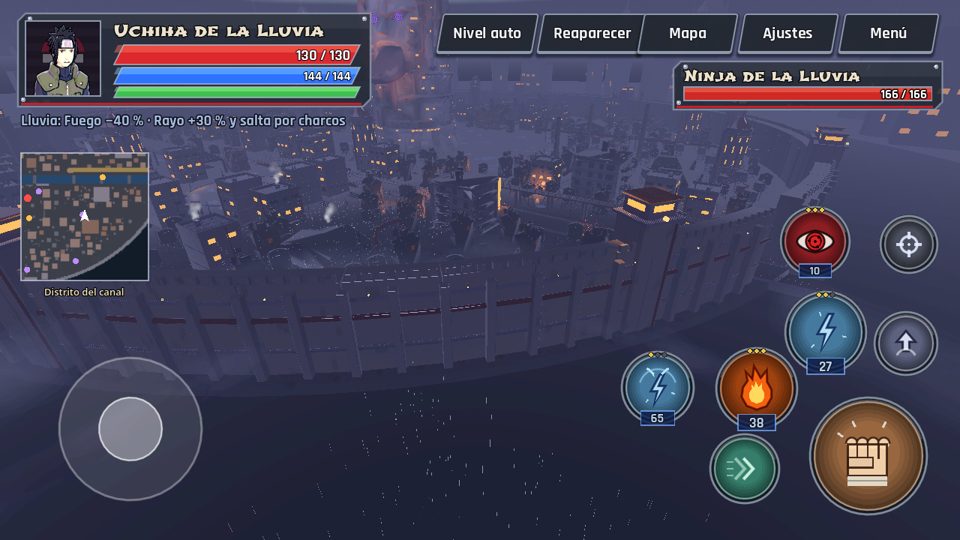 Uchiha de la Lluvia
130 / 130
144 / 144
Lluvia: Fuego −40 % · Rayo +30 % y salta por charcos
Nivel auto
Reaparecer
Mapa
Ajustes
Menú
Ninja de la Lluvia
166 / 166
Distrito del canal
10
27
65
38